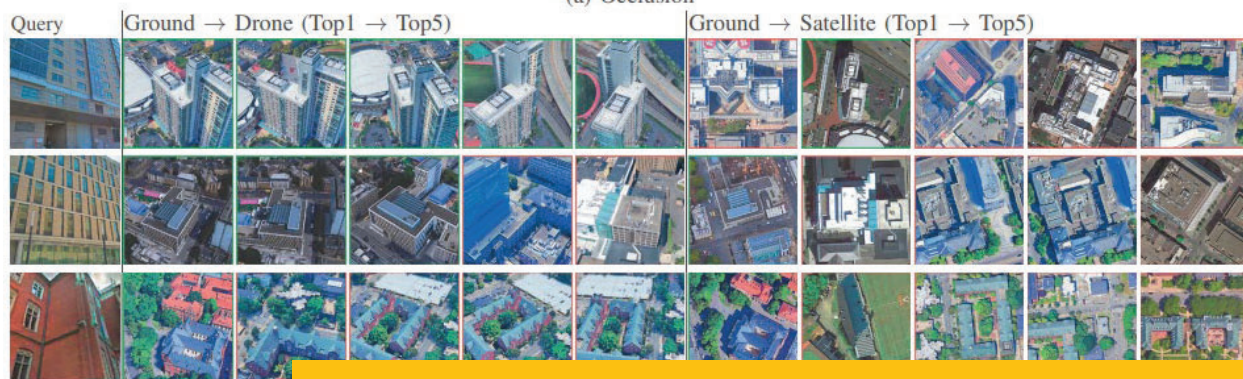 (a) Occlusion
Query Ground → Drone (Top1 → Top5) Ground → Satellite (Top1 → Top5)